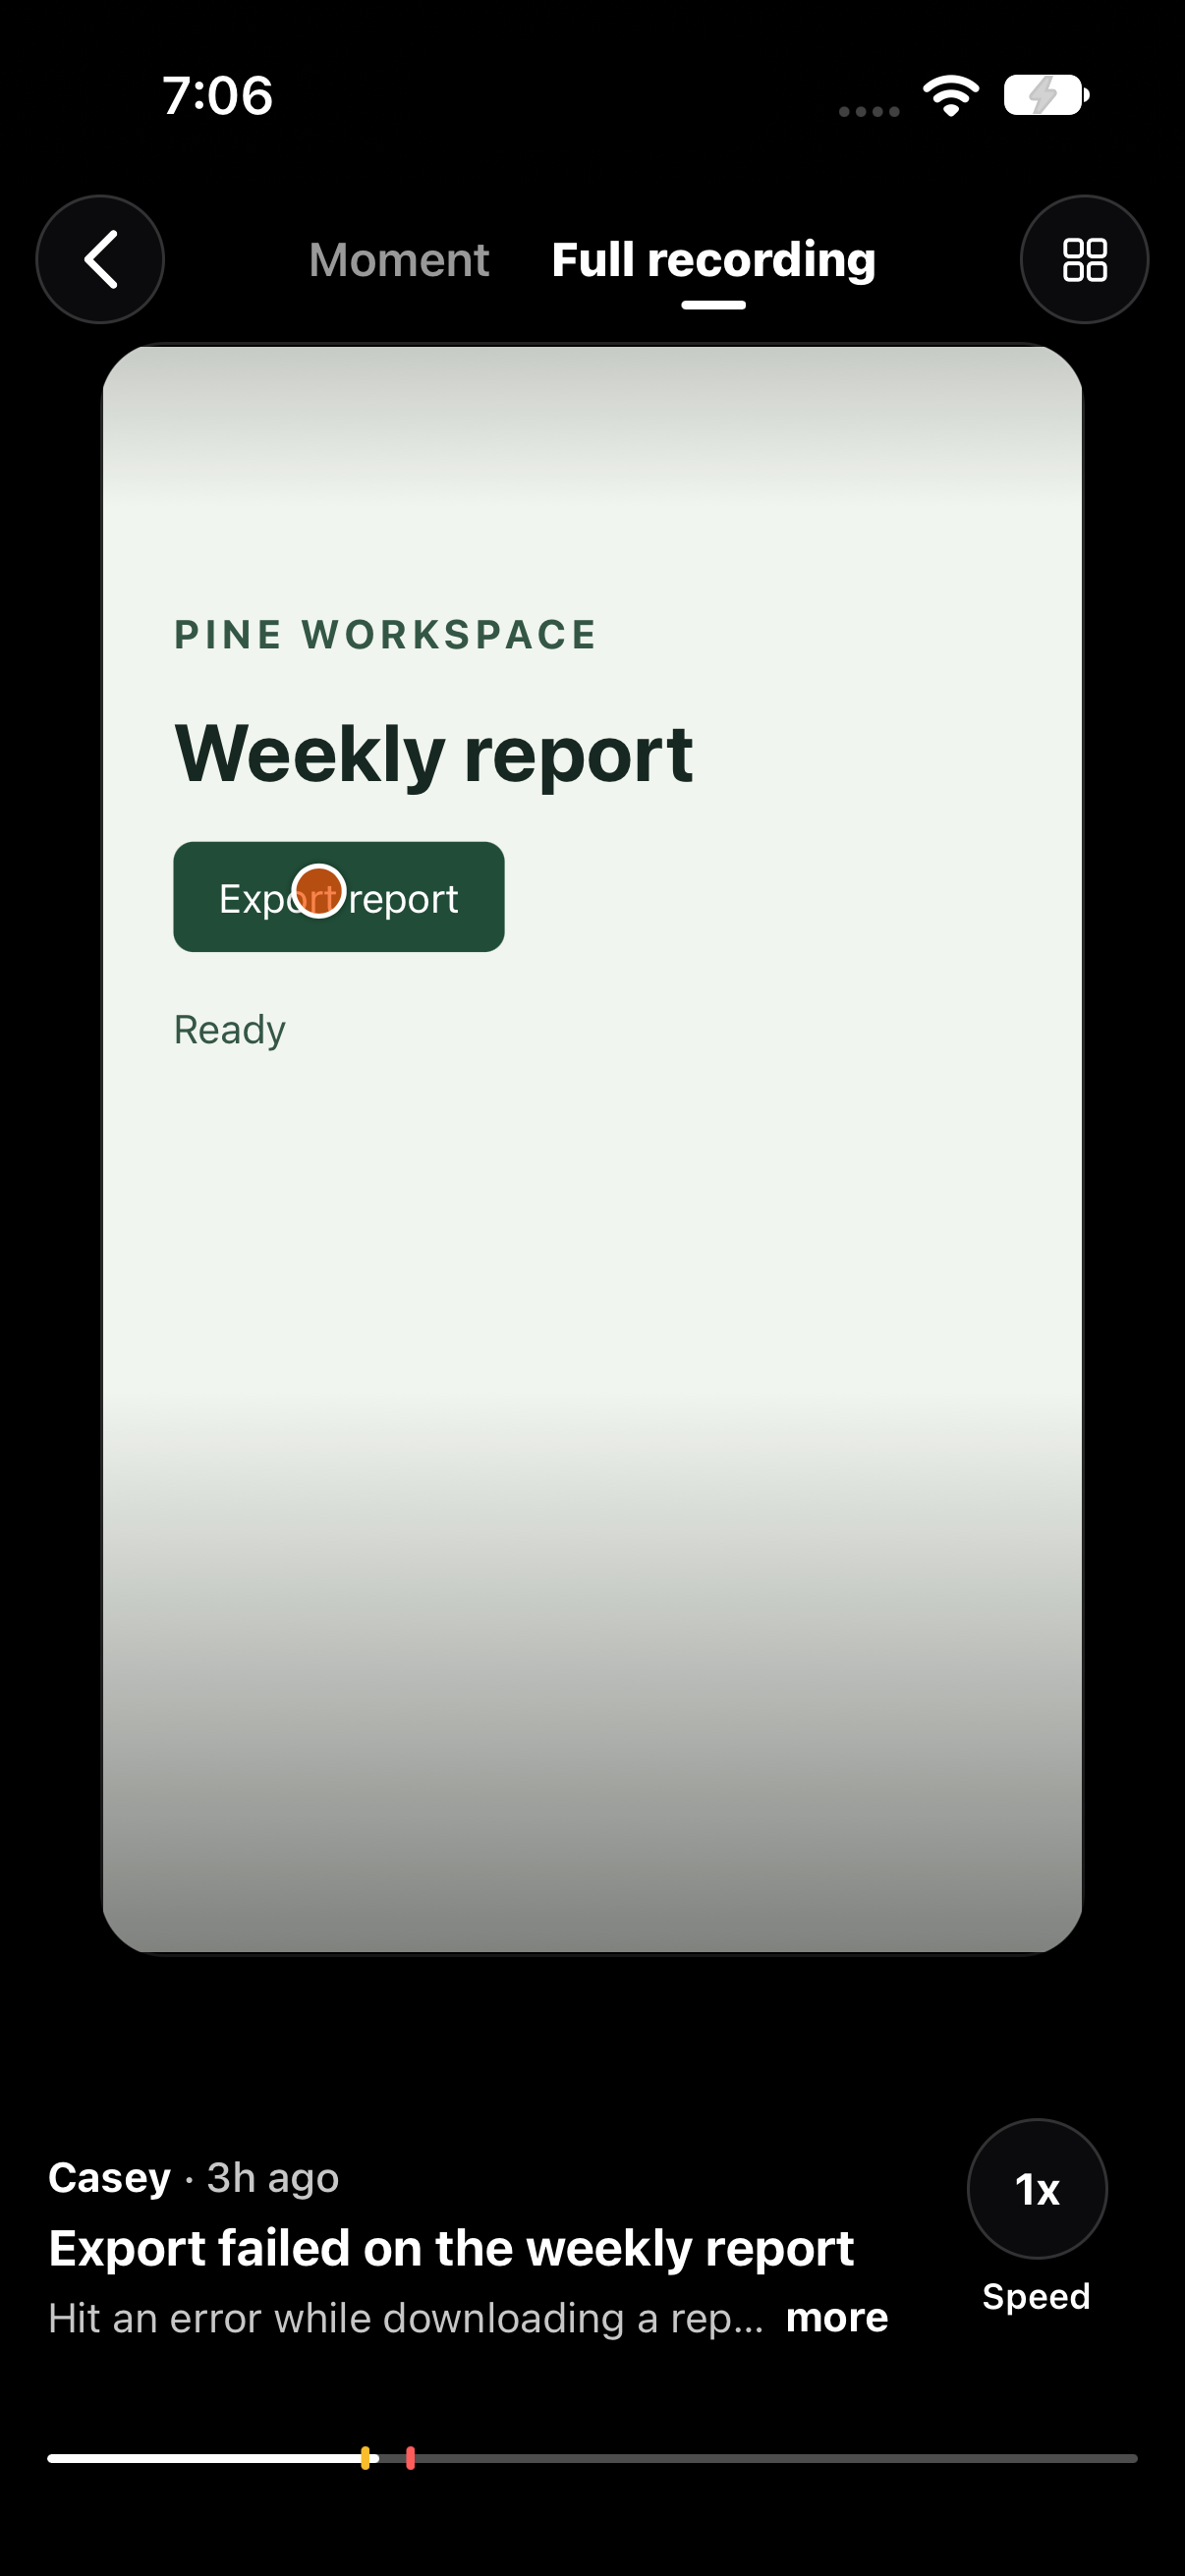 7:06
Moment Full recording
PINE WORKSPACE
Weekly report
Export report
Ready
Casey · 3h ago
Export failed on the weekly report
Hit an error while downloading a rep... more
1x
Speed